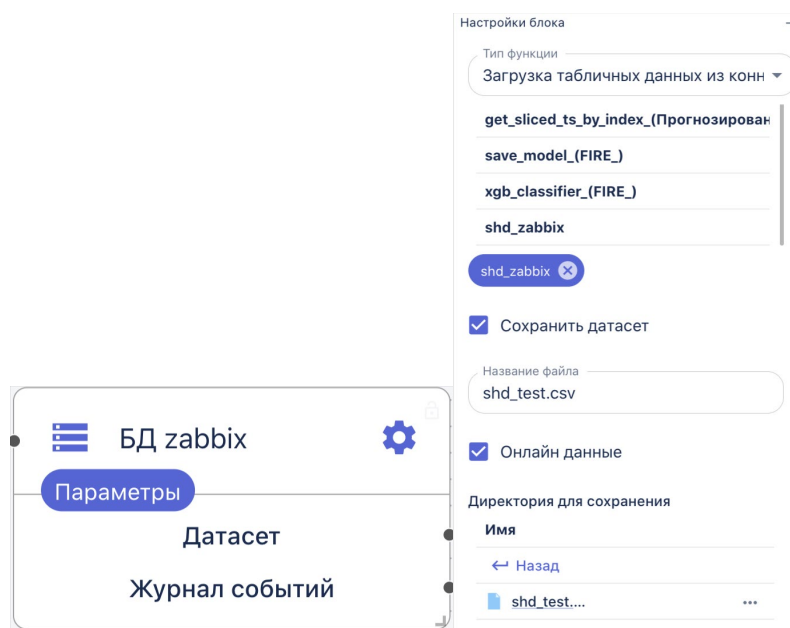 Настройки блока
Тип функции
Загрузка табличных данных из конн
get_sliced_ts_by_index_(Прогнозирован
save_model_(FIRE_)
xgb_classifier_(FIRE_)
shd_zabbix
shd_zabbix
Сохранить датасет
Название файла
shd_test.csv
Онлайн данные
Директория для сохранения
Имя
Назад
shd_test....
БД zabbix
Параметры
Датасет
Журнал событий